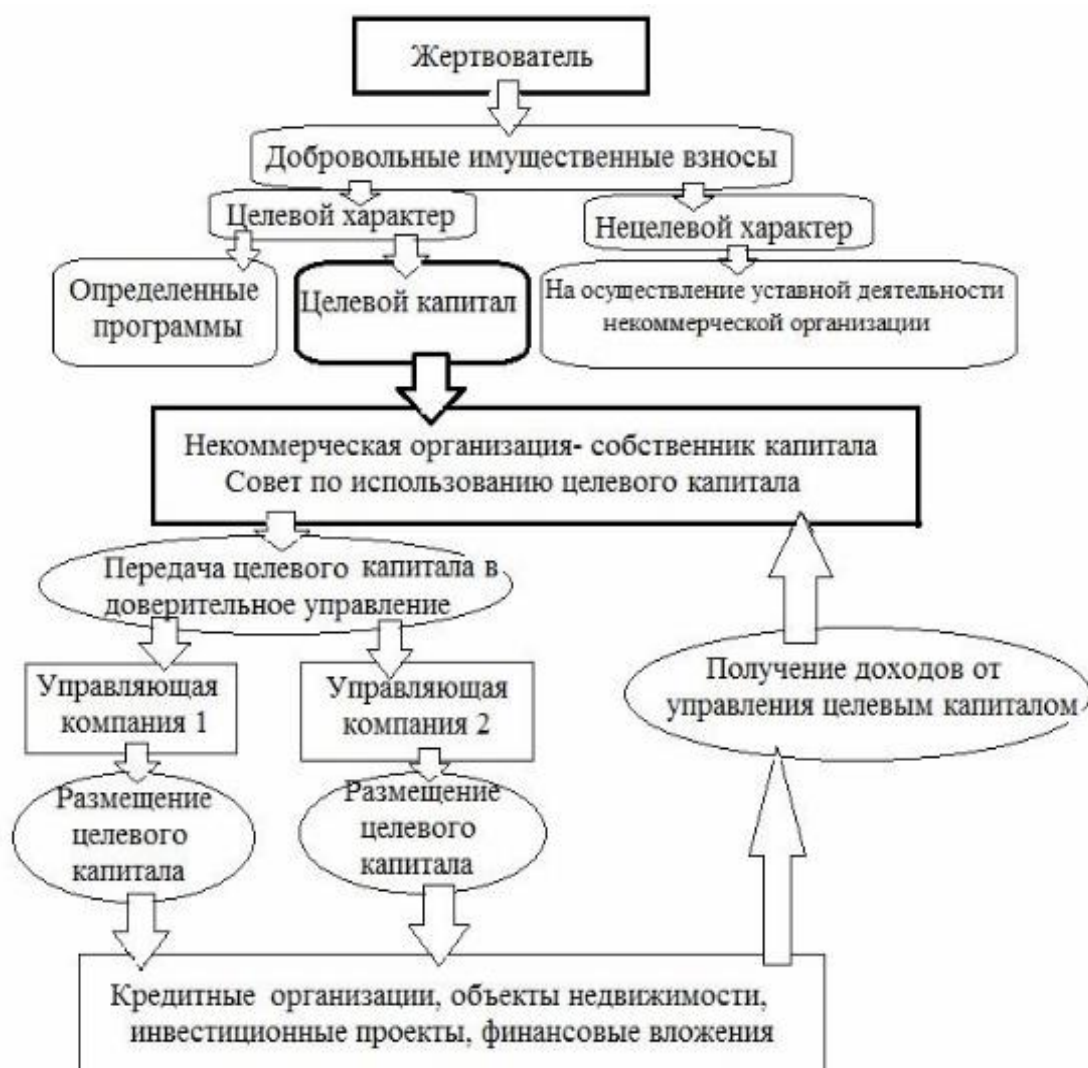 Жертвователь
Добровольные имущественные взносы
Целевой характер
Нецелевой характер
Определенные
программы
Целевой капитал
На осуществление уставной деятельности
некоммерческой организации
Некоммерческая организация- собственник капитала
Совет по использованию целевого капитала
Передача целевого капитала в
доверительное управление
Управляющая
компания 1
Управляющая
компания 2
Получение доходов от
управления целевым капиталом
Размещение
целевого
капитала
Размещение
целевого
капитала
Кредитные организации, объекты недвижимости,
инвестиционные проекты, финансовые вложения